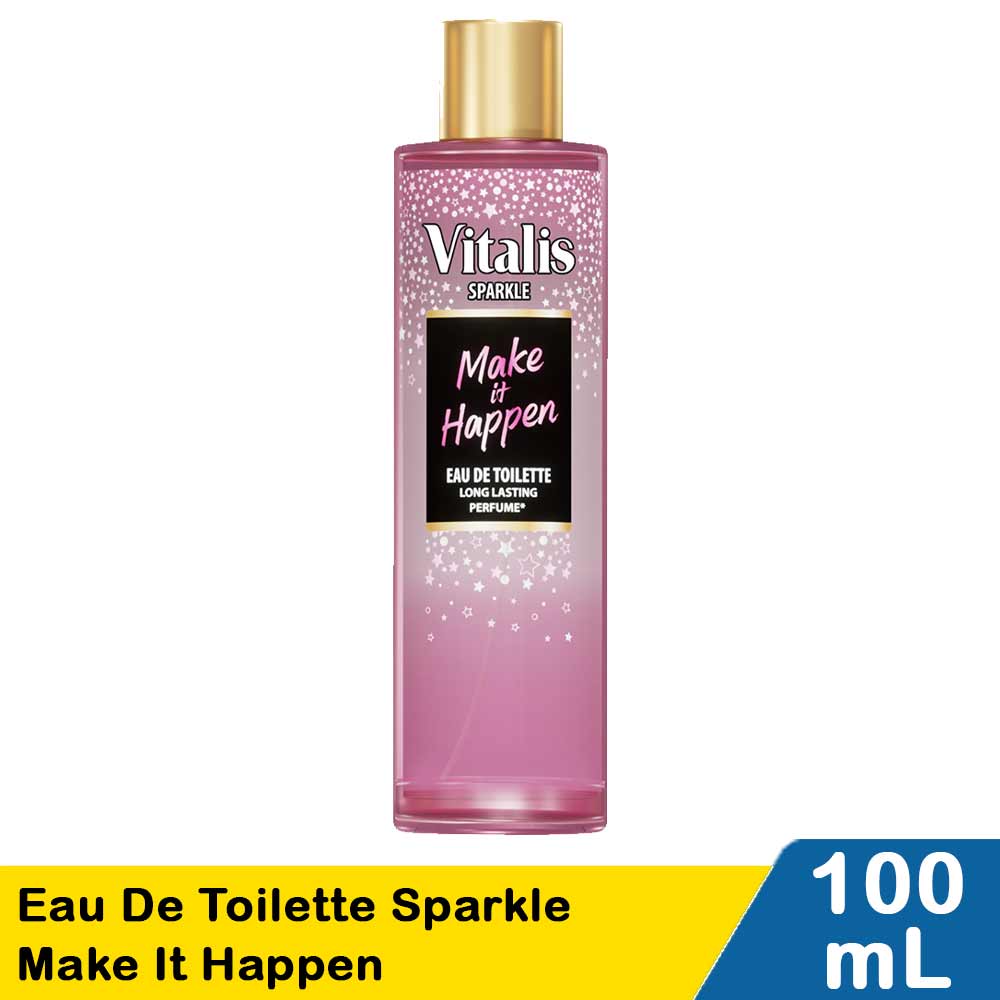 Vitalis
SPARKLE
Make
it
Happen
EAU DE TOILETTE
LONG LASTING
PERFUME*
Eau De Toilette Sparkle
Make It Happen
100
mL